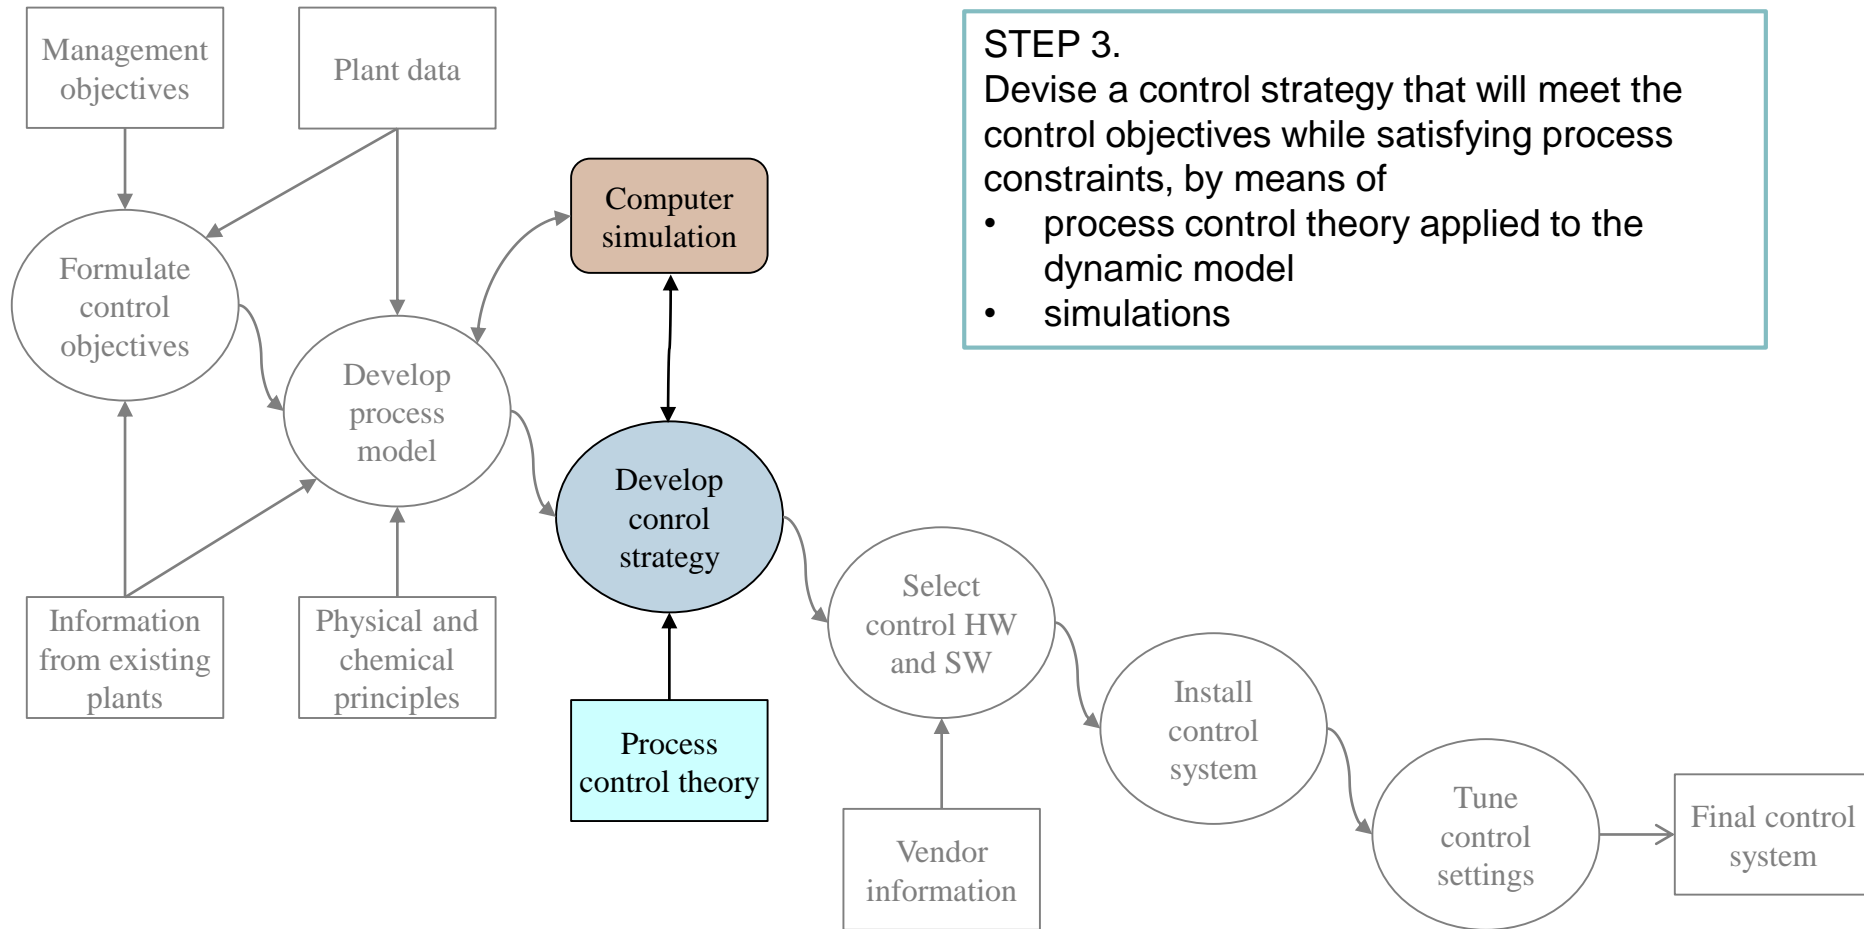 Management
objectives
Plant data
STEP 3.
Devise a control strategy that will meet the
control objectives while satisfying process
constraints, by means of
• process control theory applied to the
dynamic model
• simulations
Computer
simulation
Formulate
control
objectives
Develop
process
model
Develop
conrol
strategy
Information
from existing
plants
Physical and
chemical
principles
Select
control HW
and SW
Process
control theory
Install
control
system
Vendor
information
Tune
control
settings
Final control
system